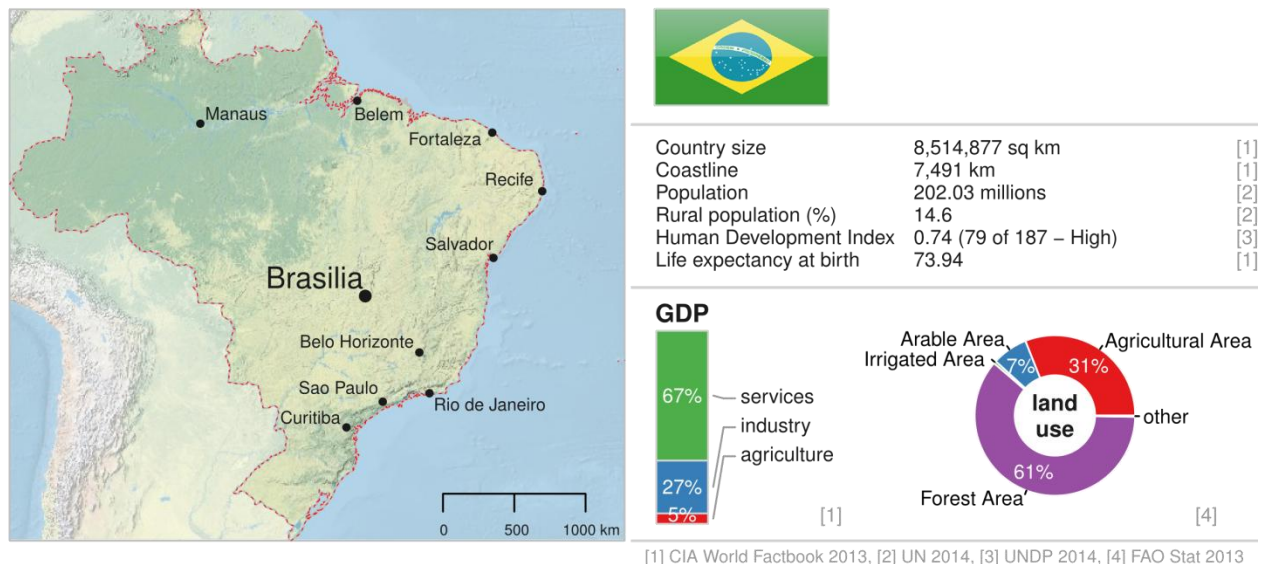 Manaus
Belem
Fortaleza
Recife
Salvador
Brasilia
Belo Horizonte
Sao Paulo
Rio de Janeiro
Curitiba
0 500 1000 km
Country size 8,514,877 sq km [1]
Coastline 7,491 km [1]
Population 202.03 millions [2]
Rural population (%) 14.6 [2]
Human Development Index 0.74 (79 of 187 − High) [3]
Life expectancy at birth 73.94 [1]
GDP
67%
services
industry
agriculture
27%
5%
[1]
Arable Area
Irrigated Area
Agricultural Area
7%
31%
land
use
other
61%
Forest Area
[4]
[1] CIA World Factbook 2013, [2] UN 2014, [3] UNDP 2014, [4] FAO Stat 2013